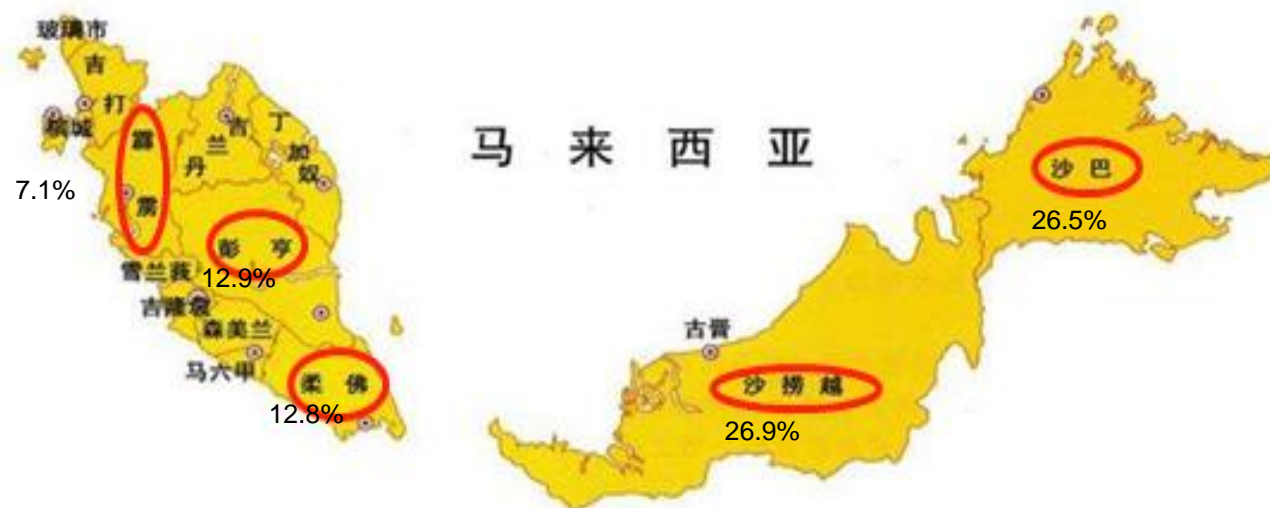 玻璃市
吉
打
槟城
霹
雳
7.1%
吉
兰
丹
丁
加
奴
彭亨
12.9%
雪兰莪
吉隆坡
森美兰
马六甲
柔佛
12.8%
马来西亚
沙巴
26.5%
古晋
沙捞越
26.9%